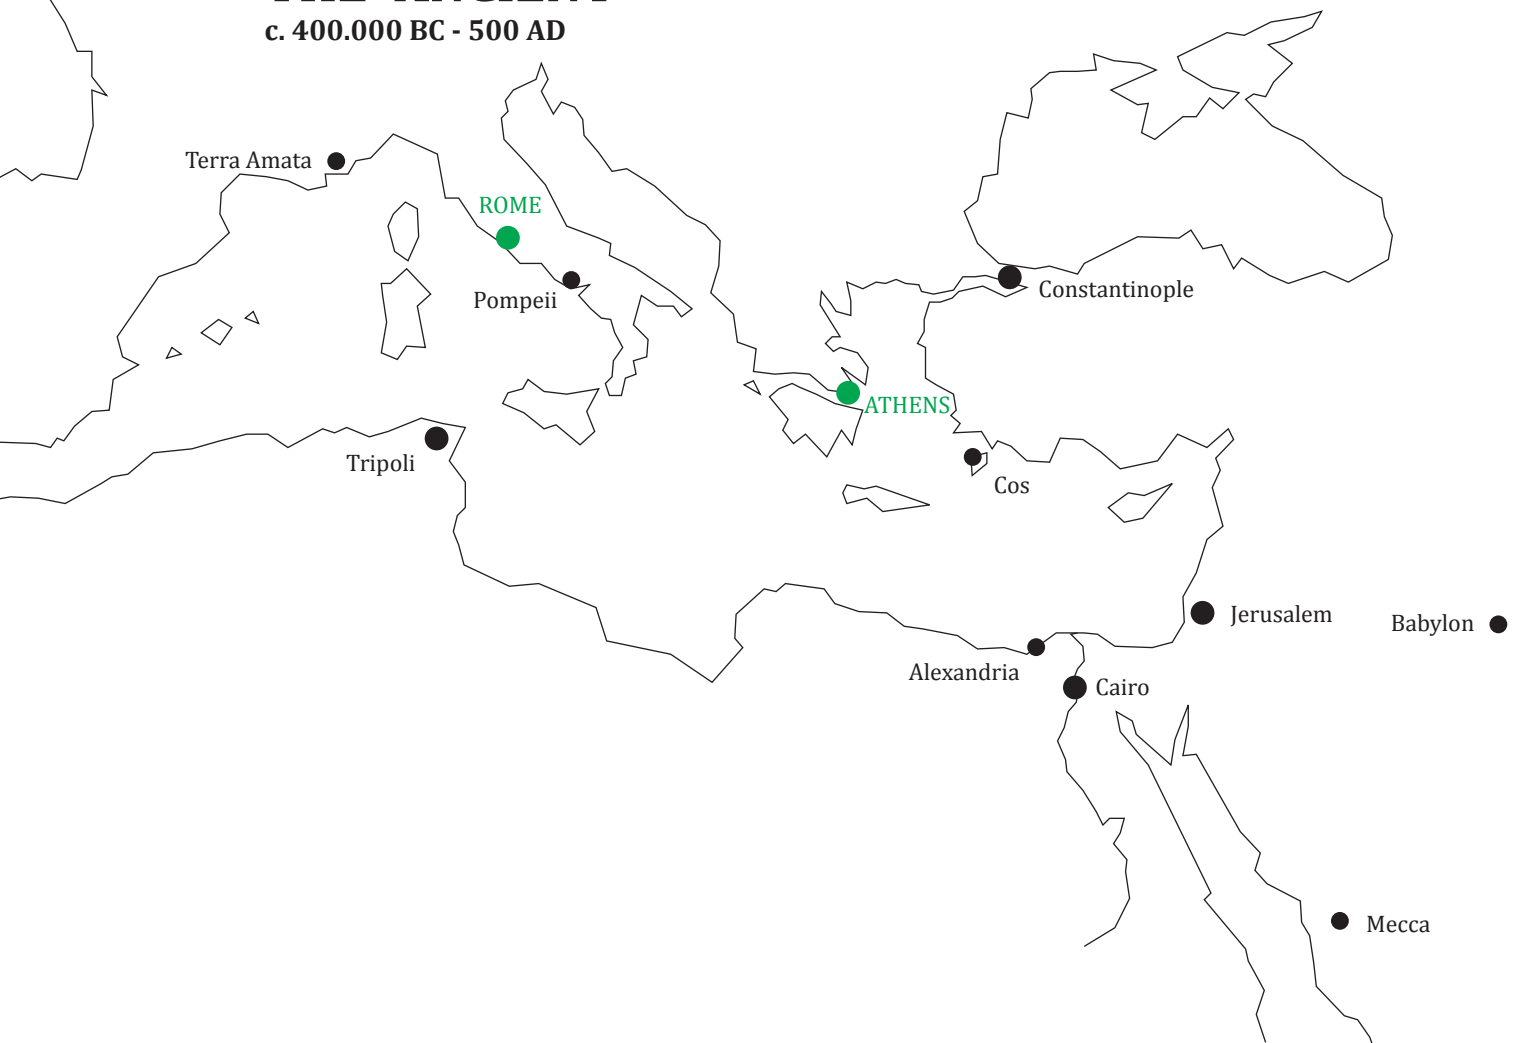 c. 400.000 BC - 500 AD
Terra Amata
ROME
Pompeii
Constantinople
ATHENS
Tripoli
Cos
Jerusalem
Babylon
Alexandria
Cairo
Mecca